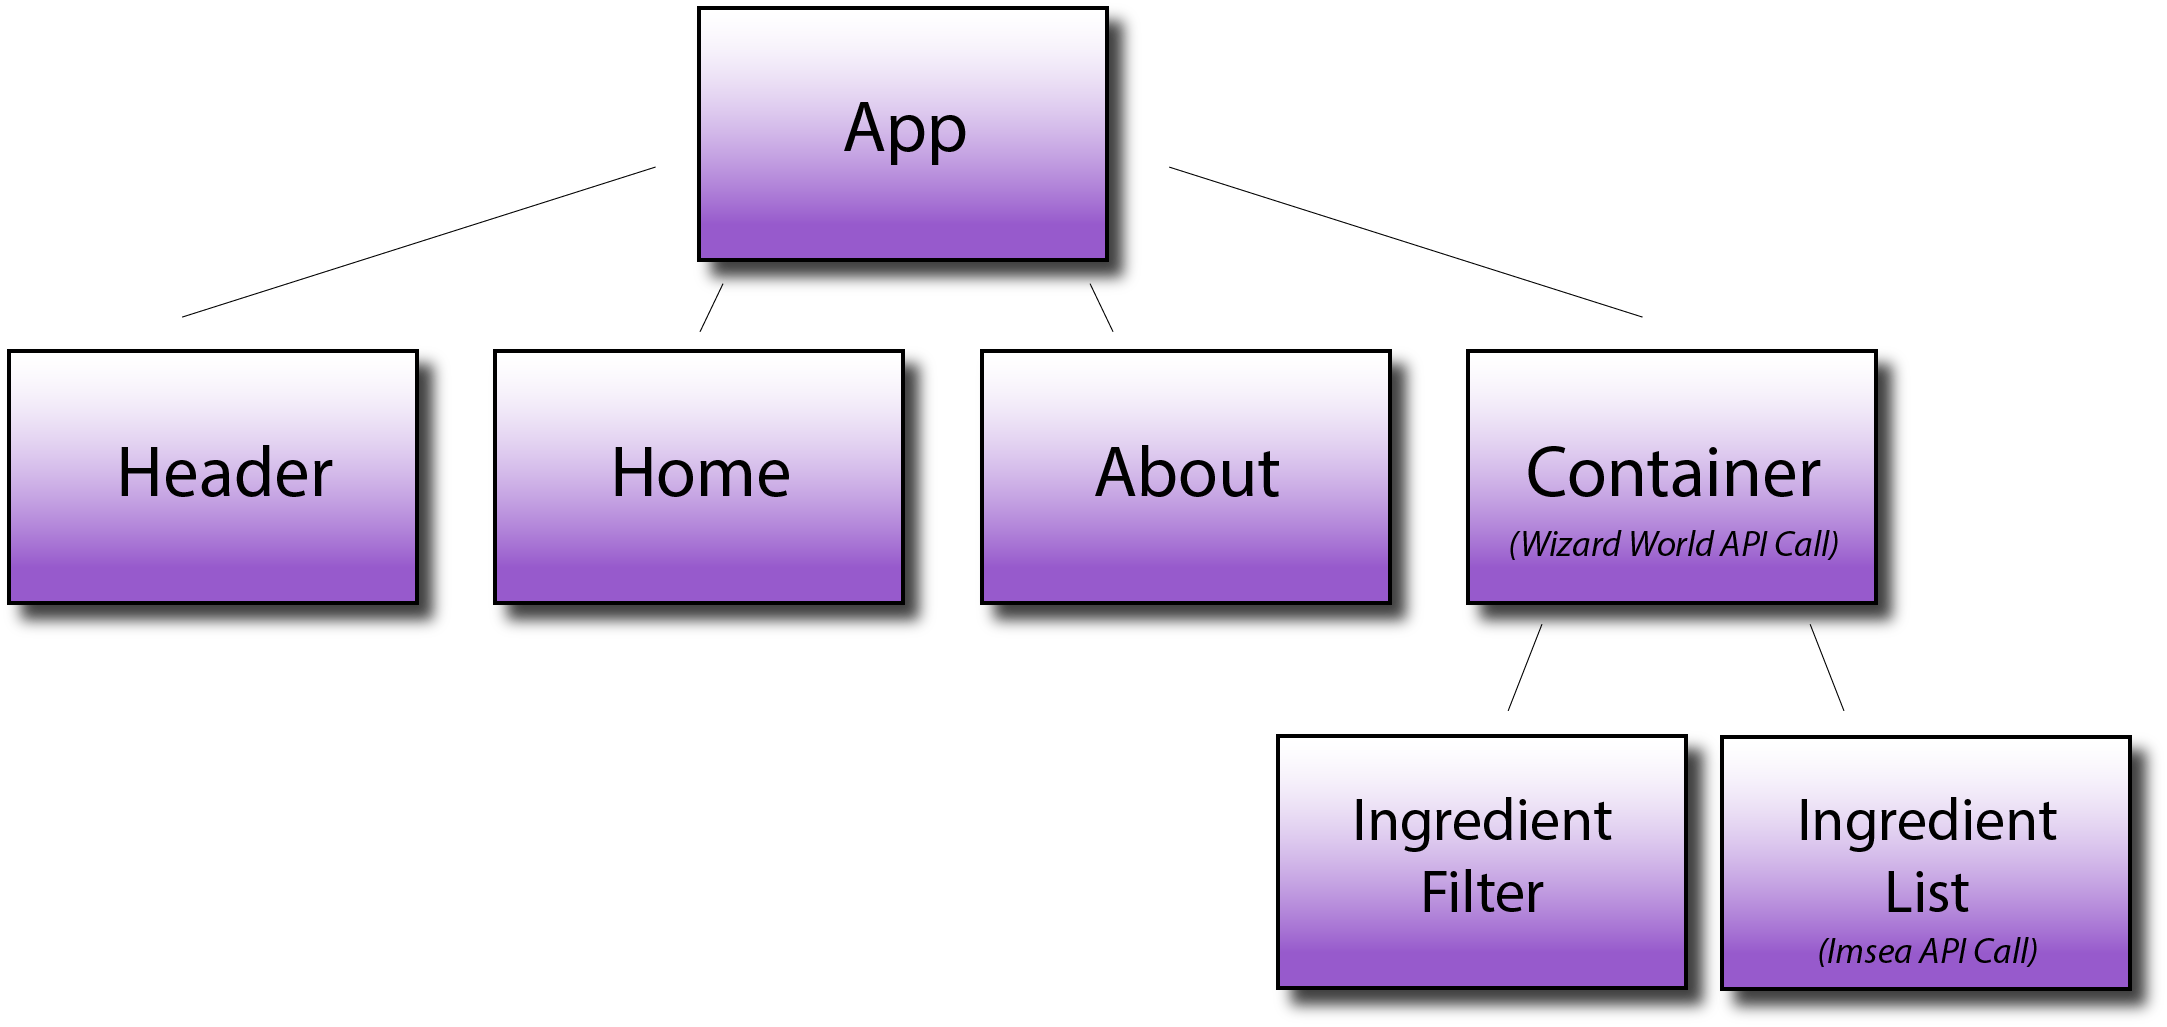 App
Header
Home
About
Container
(Wizard World API Call)
Ingredient
Filter
Ingredient
List
(Imsea API Call)